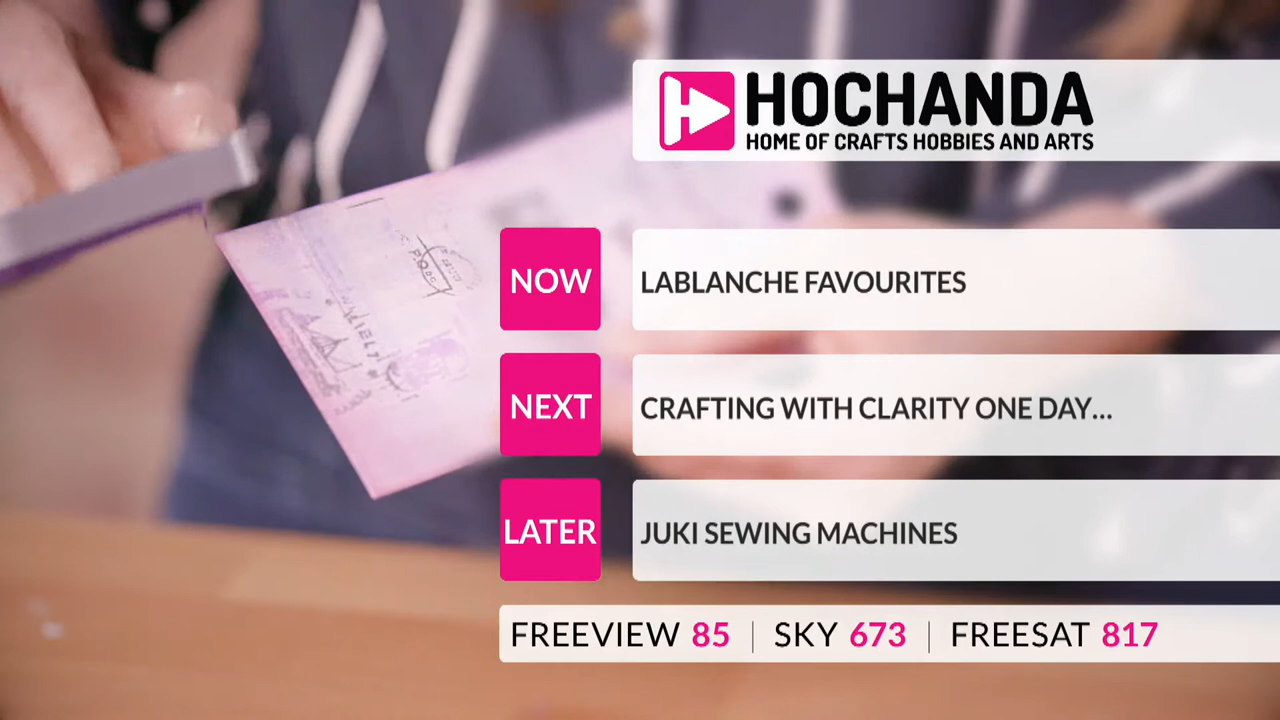 HOCHANDA
HOME OF CRAFTS HOBBIES AND ARTS
NOW
LABLANCHE FAVOURITES
NEXT
CRAFTING WITH CLARITY ONE DAY...
LATER
JUKI SEWING MACHINES
FREEVIEW 85 | SKY 673 | FREESAT 817